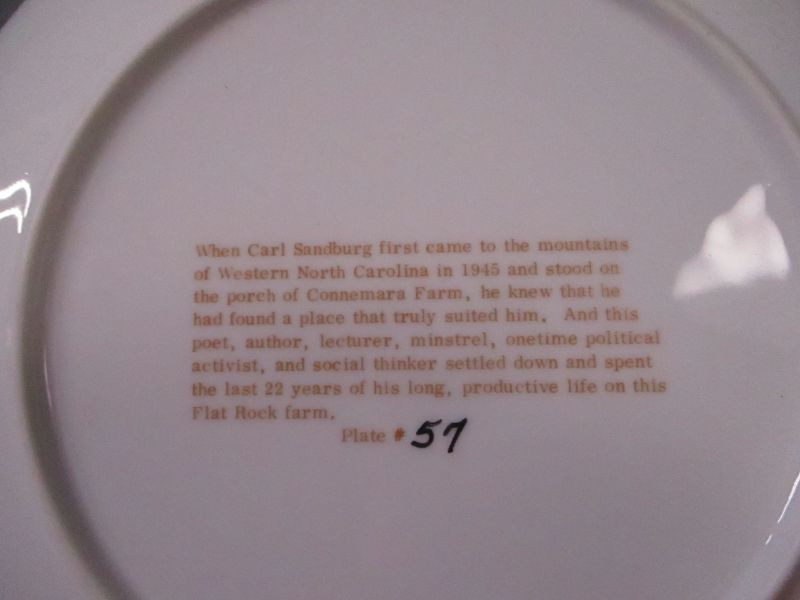 When Carl Sandburg first came to the mountains
of Western North Carolina in 1945 and stood on
the porch of Connemara Farm, he knew that he
had found a place that truly suited him. And this
poet, author, lecturer, minstrel, onetime political
activist, and social thinker settled down and spent
the last 22 years of his long, productive life on this
Flat Rock farm.
Plate # 57